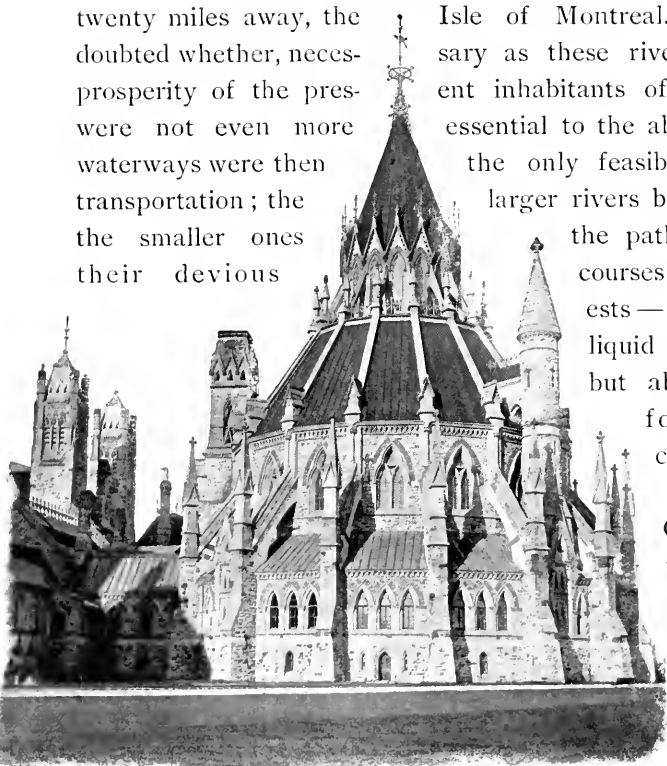 twenty miles away, the Isle of Montreal.
doubted whether, neces- sary as these rive
prosperity of the pres- ent inhabitants of
were not even more essential to the
waterways were then the only feasib
transportation ; the larger rivers
the smaller ones the path
their devious courses
ests —
liquid
but